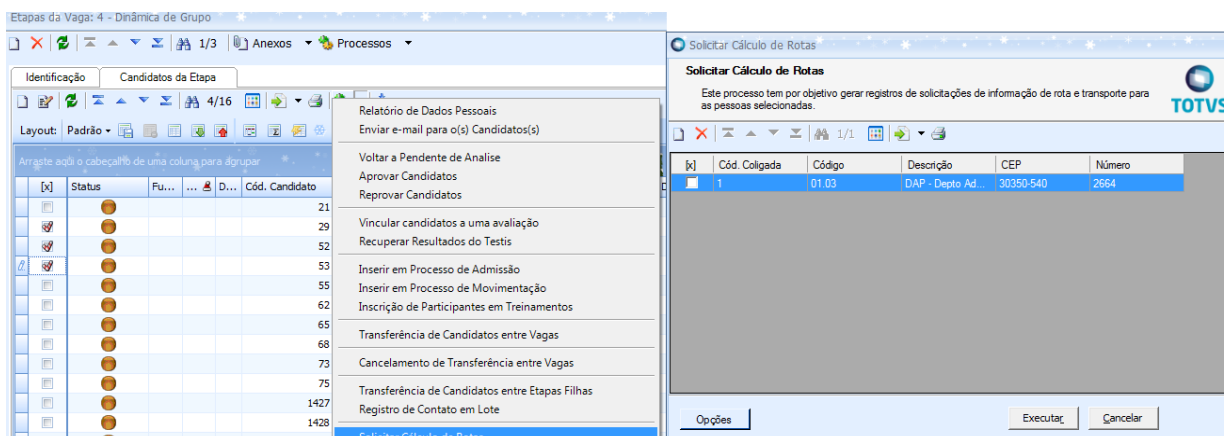 Etapas da Vaga: 4 - Dinâmica de Grupo
1/3 Anexos Processos
Identificação Candidatos da Etapa
4/16
Layout: Padrão
Arraste aqui o cabeçalho de uma coluna para agrupar
[x] Status Fu... ... D... Cód. Candidato
21
29
52
53
55
62
65
68
73
75
1427
1428
Relatório de Dados Pessoais
Enviar e-mail para o(s) Candidatos(s)
Voltar a Pendente de Analise
Aprovar Candidatos
Reprovar Candidatos
Vincular candidatos a uma avaliação
Recuperar Resultados do Testis
Inserir em Processo de Admissão
Inserir em Processo de Movimentação
Inscrição de Participantes em Treinamentos
Transferência de Candidatos entre Vagas
Cancelamento de Transferência entre Vagas
Transferência de Candidatos entre Etapas Filhas
Registro de Contato em Lote
Solicitar Cálculo de Rotas
Solicitar Cálculo de Rotas
Solicitar Cálculo de Rotas
Este processo tem por objetivo gerar registros de solicitações de informação de rota e transporte para
as pessoas selecionadas.
TOTVS
1/1
[x] Cód. Coligada Código Descrição CEP Número
1 01.03 DAP - Depto Ad... 30350-540 2664
Opções Executar Cancelar